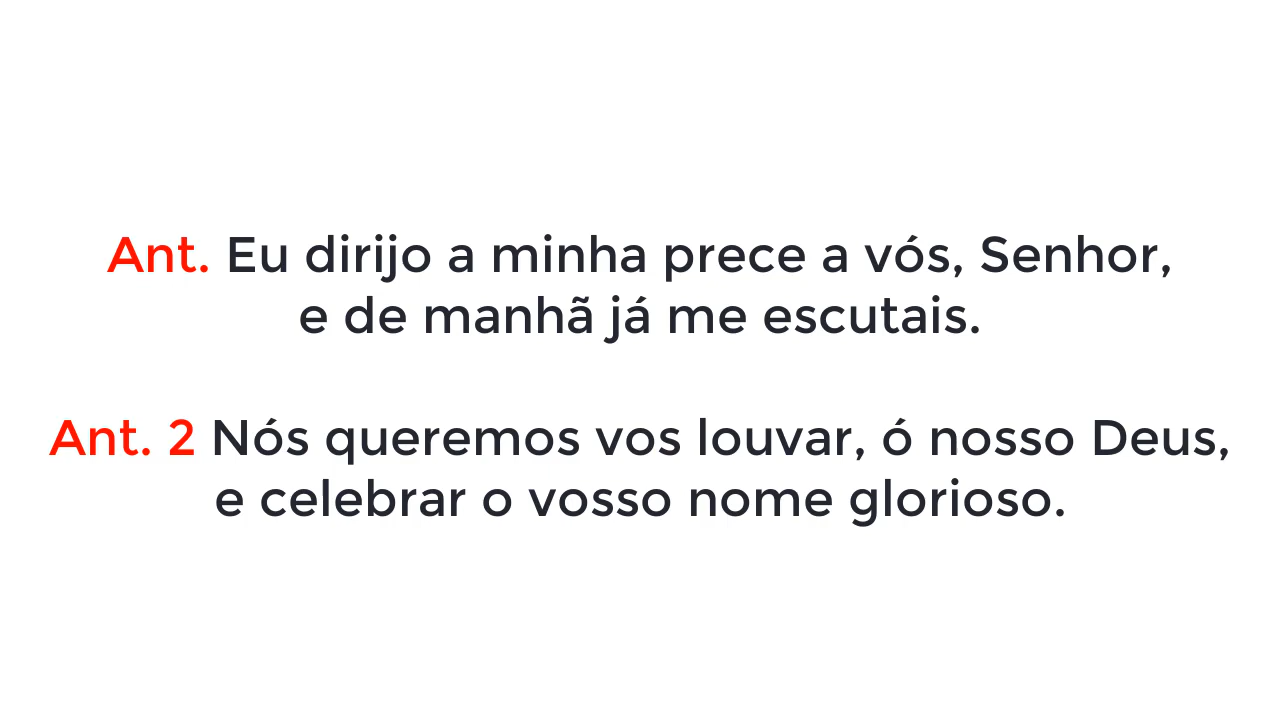 Ant. Eu dirijo a minha prece a vós, Senhor,
e de manhã já me escutais.
Ant. 2 Nós queremos vos louvar, ó nosso Deus,
e celebrar o vosso nome glorioso.